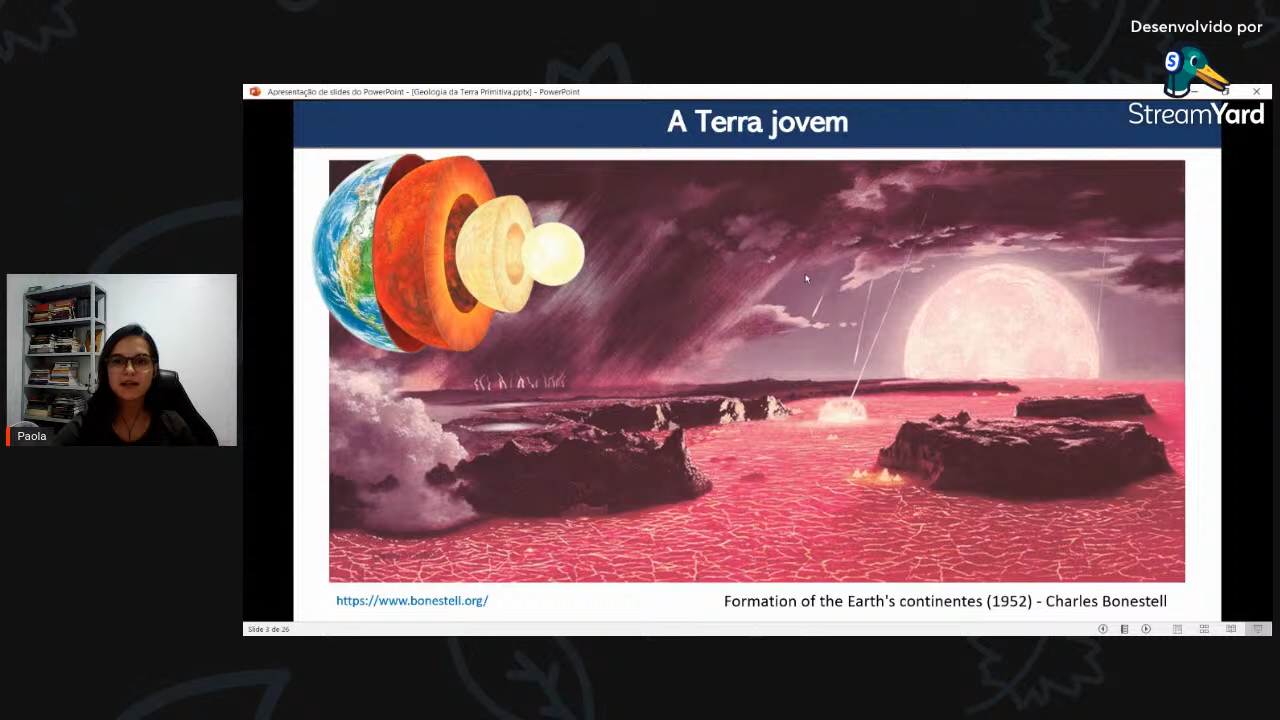 Desenvolvido por
S
StreamYard
Apresentação de slides do PowerPoint - [Geologia da Terra Primitiva.pptx] - PowerPoint
A Terra jovem
Paola
https://www.bonestell.org/
Formation of the Earth's continentes (1952) - Charles Bonestell
Slide 3 de 26